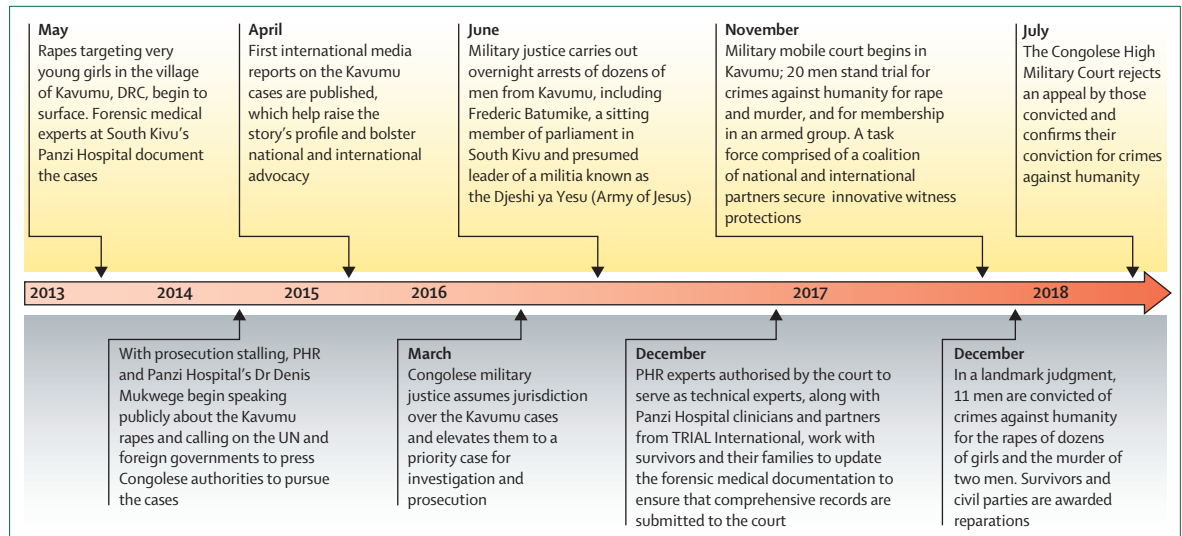 May
Rapes targeting very
young girls in the village
of Kavumu, DRC, begin to
surface. Forensic medical
experts at South Kivu's
Panzi Hospital document
the cases
April
First international media
reports on the Kavumu
cases are published,
which help raise the
story's profile and bolster
national and international
advocacy
June
Military justice carries out
overnight arrests of dozens of
men from Kavumu, including
Frederic Batumike, a sitting
member of parliament in
South Kivu and presumed
leader of a militia known as
the Djeshi ya Yesu (Army of Jesus)
November
Military mobile court begins in
Kavumu; 20 men stand trial for
crimes against humanity for rape
and murder, and for membership
in an armed group. A task
force comprised of a coalition
of national and international
partners secure innovative witness
protections
July
The Congolese High
Military Court rejects
an appeal by those
convicted and
confirms their
conviction for crimes
against humanity
2013 2014 2015 2016 2017 2018
With prosecution stalling, PHR
and Panzi Hospital's Dr Denis
Mukwege begin speaking
publicly about the Kavumu
rapes and calling on the UN and
foreign governments to press
Congolese authorities to pursue
the cases
March
Congolese military
justice assumes jurisdiction
over the Kavumu cases
and elevates them to a
priority case for
investigation and
prosecution
December
PHR experts authorised by the court to
serve as technical experts, along with
Panzi Hospital clinicians and partners
from TRIAL International, work with
survivors and their families to update
the forensic medical documentation to
ensure that comprehensive records are
submitted to the court
December
In a landmark judgment,
11 men are convicted of
crimes against humanity
for the rapes of dozens
of girls and the murder of
two men. Survivors and
civil parties are awarded
reparations